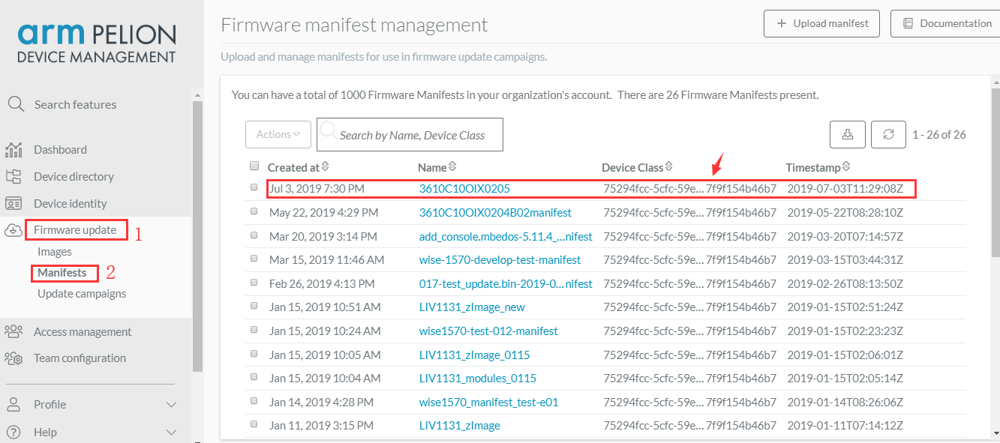 arm PELION
DEVICE MANAGEMENT
Search features
Dashboard
Device directory
Device identity
Firmware update 1
Images
Manifests 2
Update campaigns
Access management
Team configuration
Profile
Help
Firmware manifest management
+ Upload manifest
Documentation
Upload and manage manifests for use in firmware update campaigns.
You can have a total of 1000 Firmware Manifests in your organization's account. There are 26 Firmware Manifests present.
Actions
Search by Name, Device Class
1 - 26 of 26
Created at Name Device Class Timestamp
Jul 3, 2019 7:30 PM 3610C10OIX0205 75294fcc-5cfc-59e... 7f9f154b46b7 2019-07-03T11:29:08Z
May 22, 2019 4:29 PM 3610C10OIX0204B02manifest 75294fcc-5cfc-59e... 7f9f154b46b7 2019-05-22T08:28:10Z
Mar 20, 2019 3:14 PM add_console.mbedos-5.11.4_...nifest 75294fcc-5cfc-59e... 7f9f154b46b7 2019-03-20T07:14:57Z
Mar 15, 2019 11:46 AM wise-1570-develop-test-manifest 75294fcc-5cfc-59e... 7f9f154b46b7 2019-03-15T03:44:31Z
Feb 26, 2019 4:13 PM 017-test_update.bin-2019-0...nifest 75294fcc-5cfc-59e... 7f9f154b46b7 2019-02-26T08:13:50Z
Jan 15, 2019 10:51 AM LIV1131_zImage_new 75294fcc-5cfc-59e... 7f9f154b46b7 2019-01-15T02:51:24Z
Jan 15, 2019 10:24 AM wise1570-test-012-manifest 75294fcc-5cfc-59e... 7f9f154b46b7 2019-01-15T02:23:23Z
Jan 15, 2019 10:05 AM LIV1131_zImage_0115 75294fcc-5cfc-59e... 7f9f154b46b7 2019-01-15T02:06:01Z
Jan 15, 2019 10:04 AM LIV1131_modules_0115 75294fcc-5cfc-59e... 7f9f154b46b7 2019-01-15T02:05:14Z
Jan 14, 2019 4:28 PM wise1570_manifest_test-e01 75294fcc-5cfc-59e... 7f9f154b46b7 2019-01-14T08:26:06Z
Jan 11, 2019 3:15 PM LIV1131_zImage 75294fcc-5cfc-59e... 7f9f154b46b7 2019-01-11T07:14:12Z